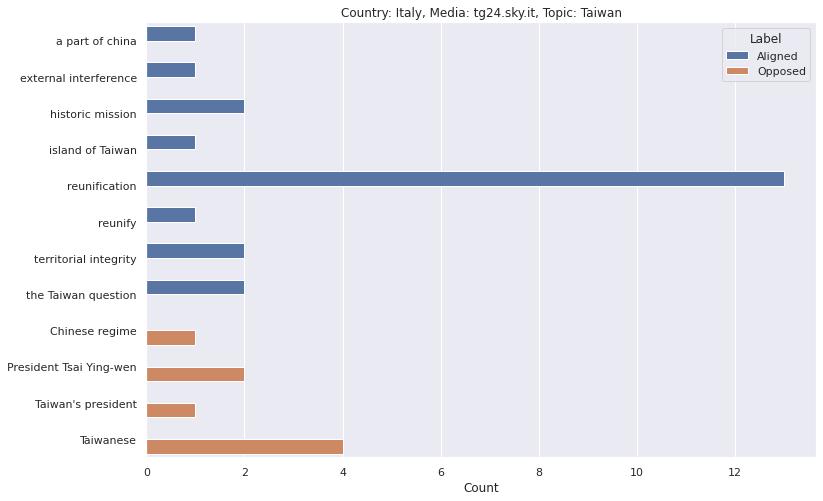 Country: Italy, Media: tg24.sky.it, Topic: Taiwan
Label
Aligned
Opposed
a part of china
external interference
historic mission
island of Taiwan
reunification
reunify
territorial integrity
the Taiwan question
Chinese regime
President Tsai Ying-wen
Taiwan's president
Taiwanese
0 2 4 6 8 10 12
Count